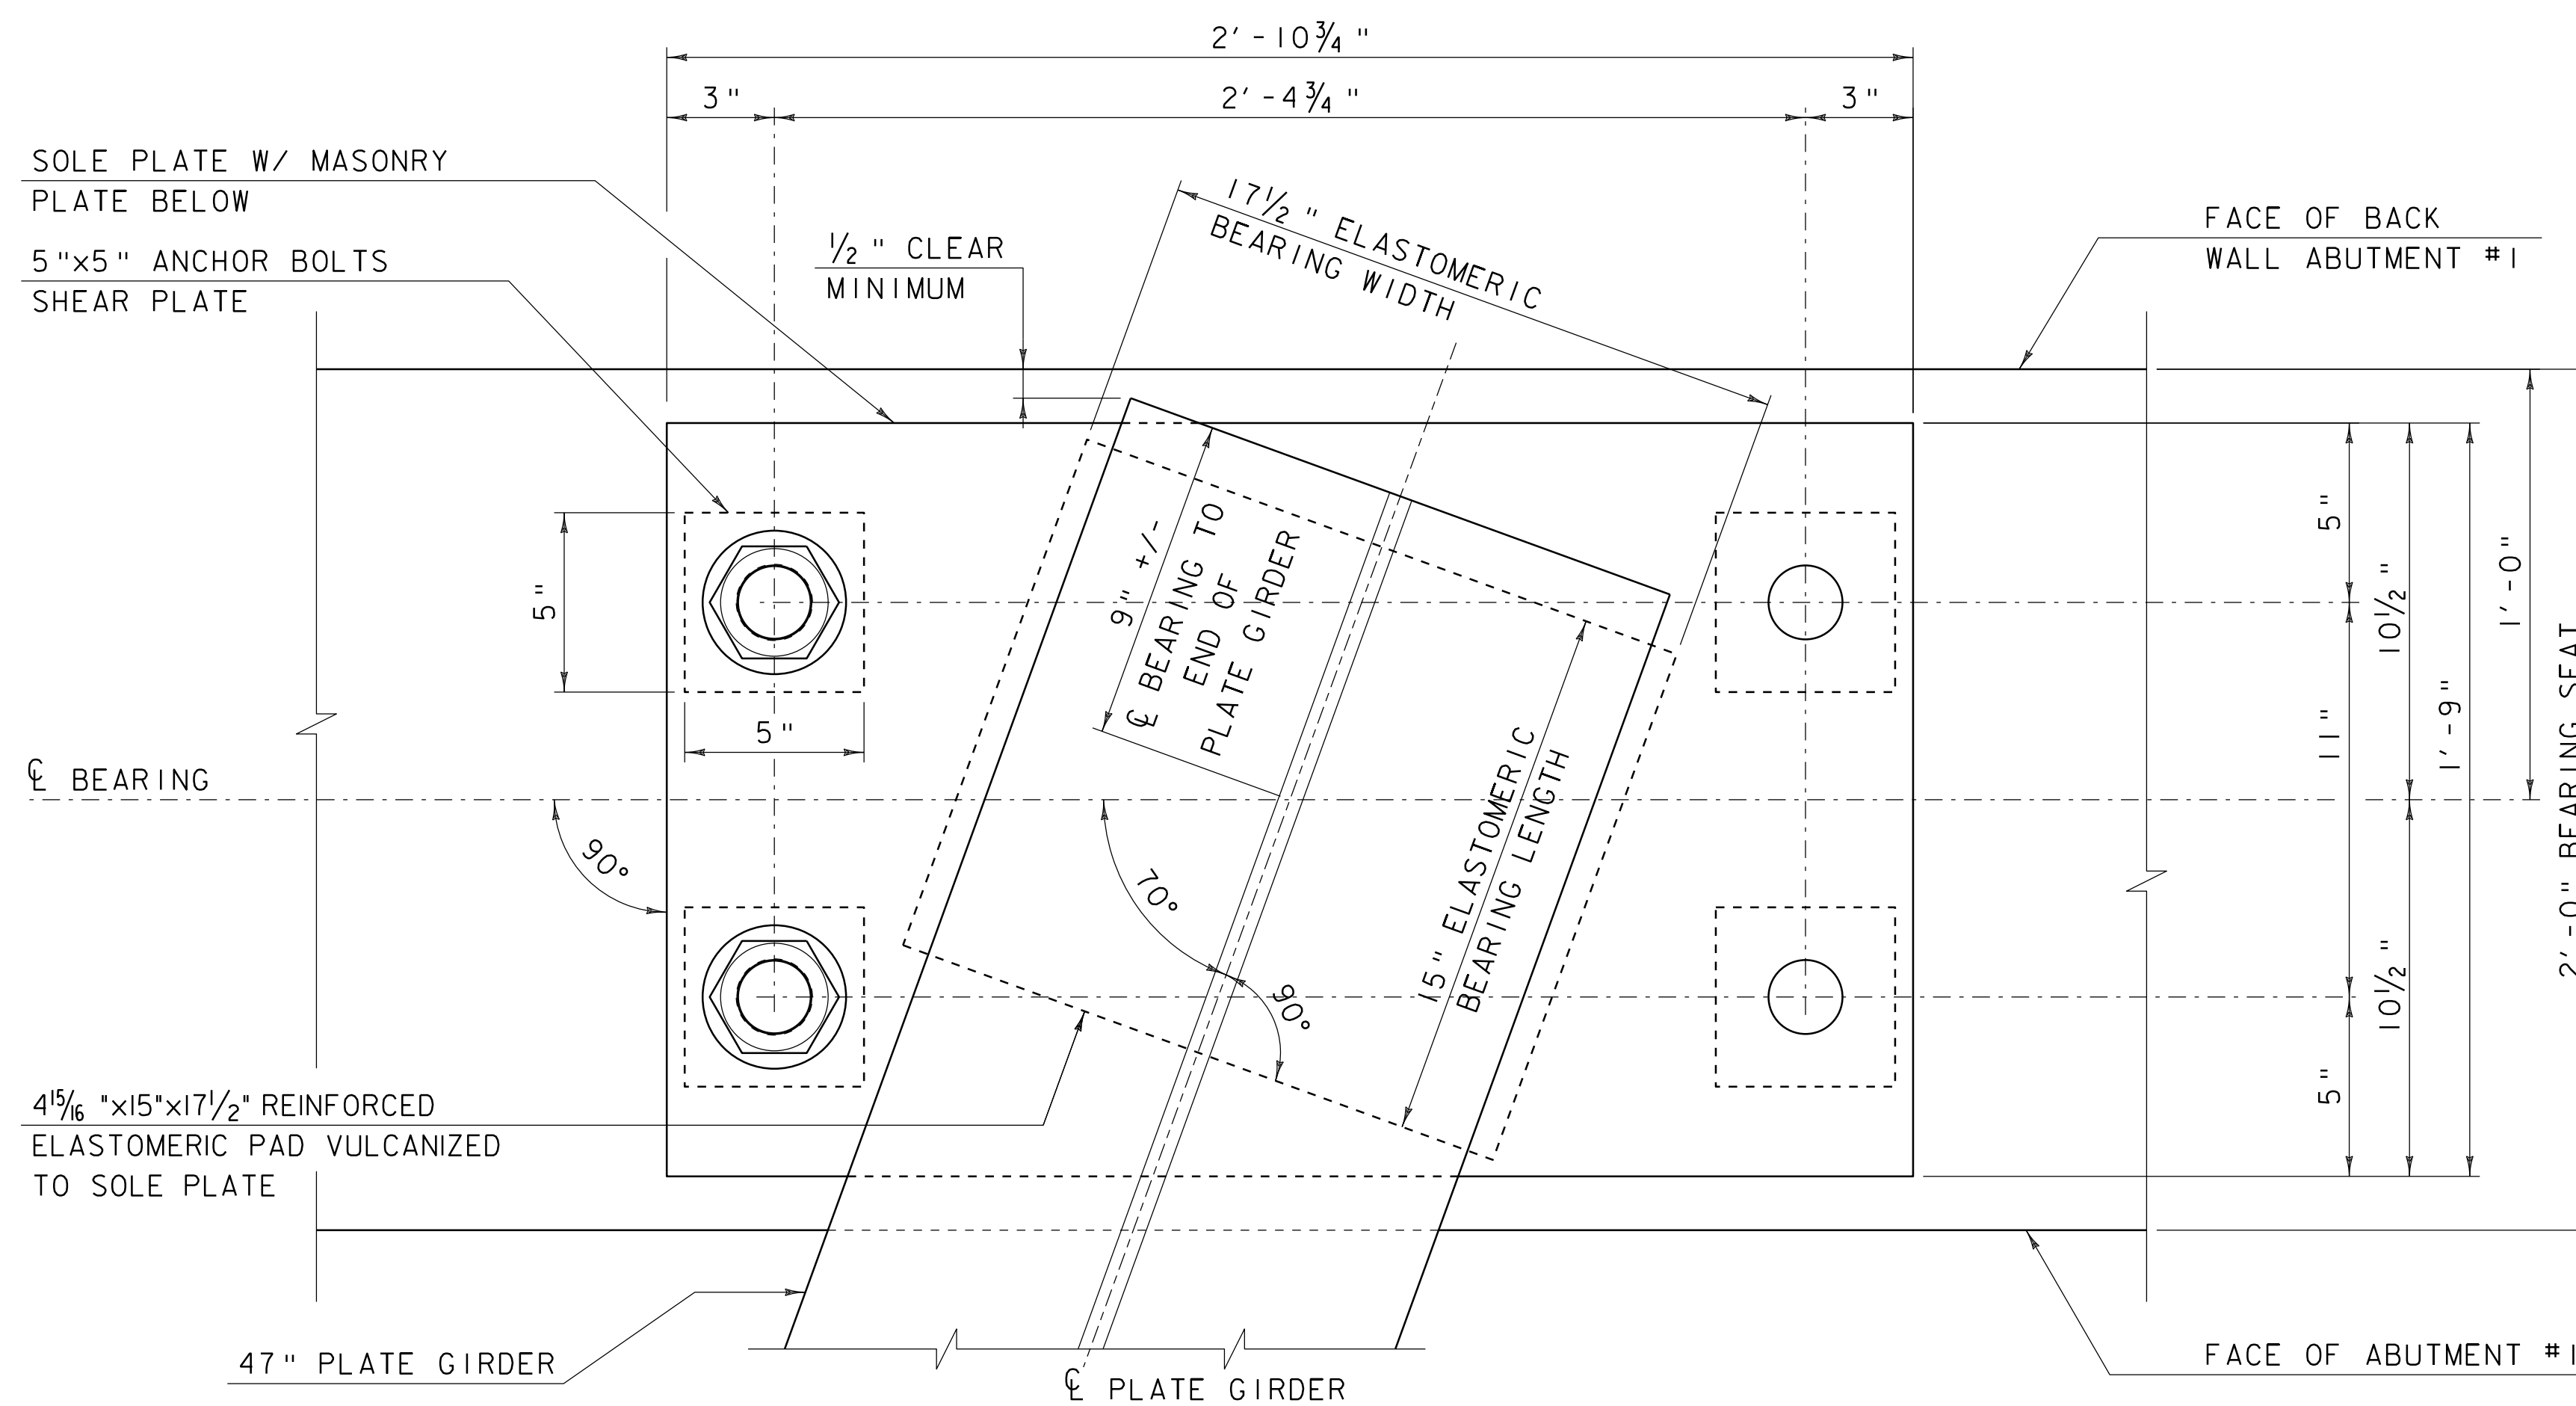 2'-10¾"
3"
2'-4¾"
3"
SOLE PLATE W/ MASONRY
PLATE BELOW
5"x5" ANCHOR BOLTS
SHEAR PLATE
½" CLEAR
MINIMUM
17½" ELASTOMERIC
BEARING WIDTH
FACE OF BACK
WALL ABUTMENT #1
9" +/-
℄ BEARING TO
END OF
PLATE GIRDER
5"
5"
5"
11"
5"
10½"
10½"
1'-9"
1'-0"
2'-0" BEARING SEAT
℄ BEARING
90°
70°
90°
15" ELASTOMERIC
BEARING LENGTH
4 15/16"x15"x17½" REINFORCED
ELASTOMERIC PAD VULCANIZED
TO SOLE PLATE
47" PLATE GIRDER
℄ PLATE GIRDER
FACE OF ABUTMENT #1